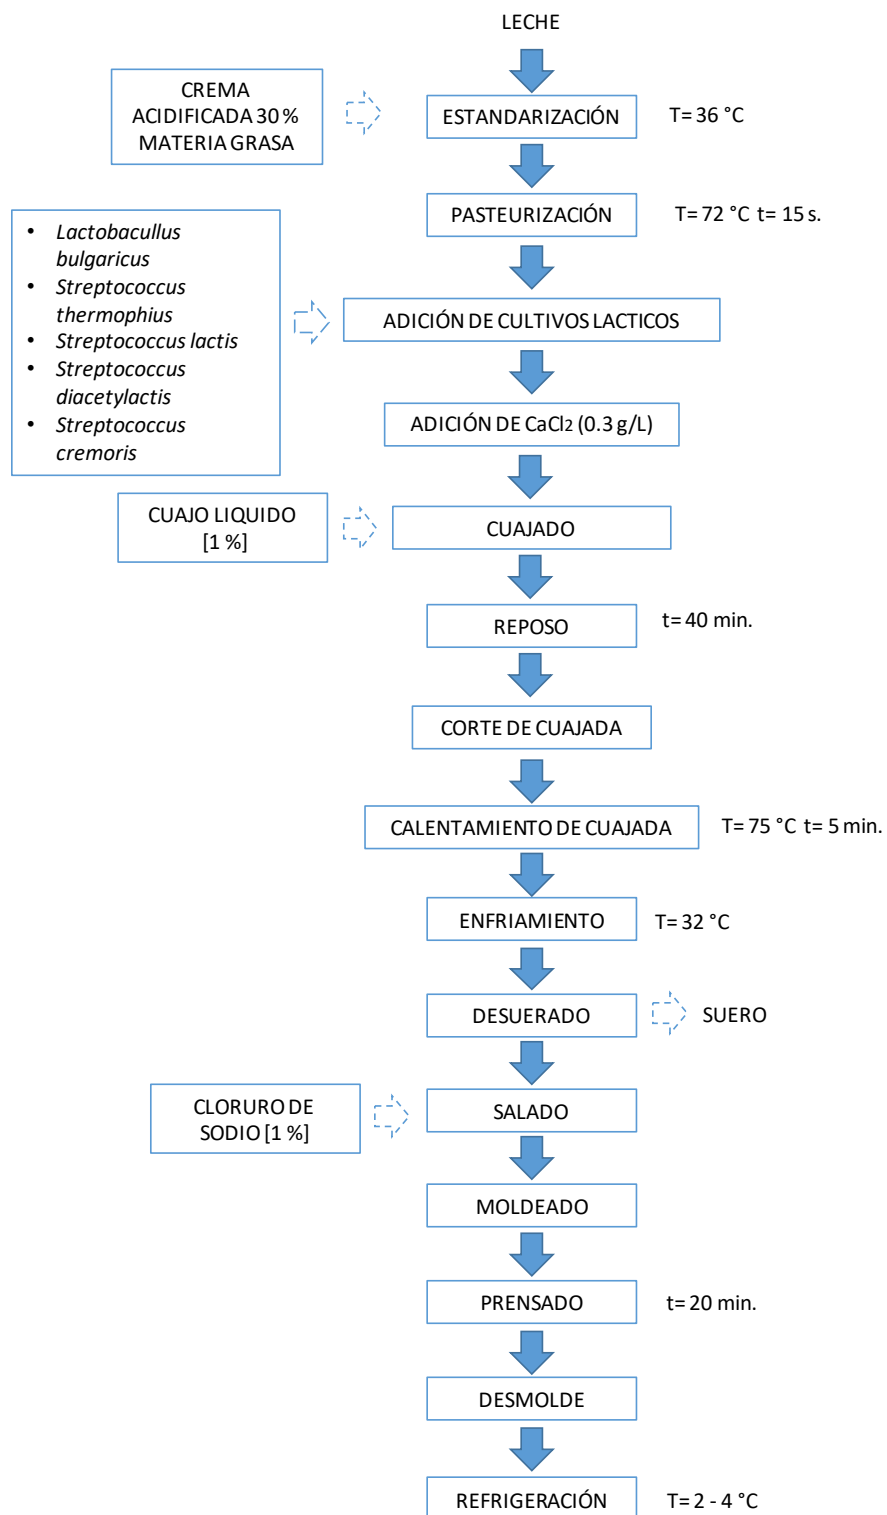 LECHE
CREMA
ACIDIFICADA 30 %
MATERIA GRASA
ESTANDARIZACIÓN
T= 36 °C
PASTEURIZACIÓN
T= 72 °C t= 15 s.
• Lactobacullus
bulgaricus
• Streptococcus
thermophius
• Streptococcus lactis
• Streptococcus
diacetylactis
• Streptococcus
cremoris
ADICIÓN DE CULTIVOS LACTICOS
ADICIÓN DE CaCl2 (0.3 g/L)
CUAJO LIQUIDO
[1 %]
CUAJADO
REPOSO
t= 40 min.
CORTE DE CUAJADA
CALENTAMIENTO DE CUAJADA
T= 75 °C t= 5 min.
ENFRIAMIENTO
T= 32 °C
DESUERADO
SUERO
CLORURO DE
SODIO [1 %]
SALADO
MOLDEADO
PRENSADO
t= 20 min.
DESMOLDE
REFRIGERACIÓN
T= 2 - 4 °C